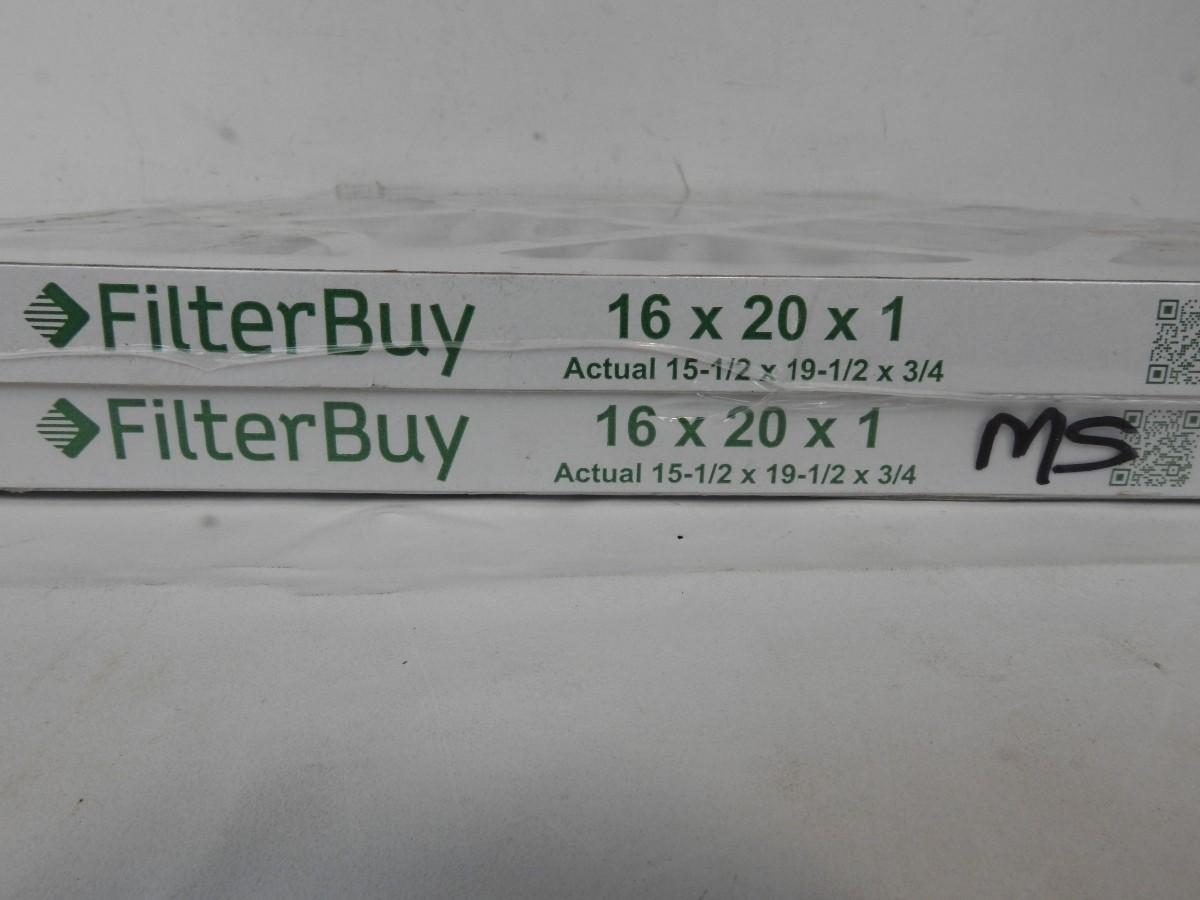 FilterBuy 16 x 20 x 1
Actual 15-1/2 x 19-1/2 x 3/4
FilterBuy 16 x 20 x 1 MS
Actual 15-1/2 x 19-1/2 x 3/4